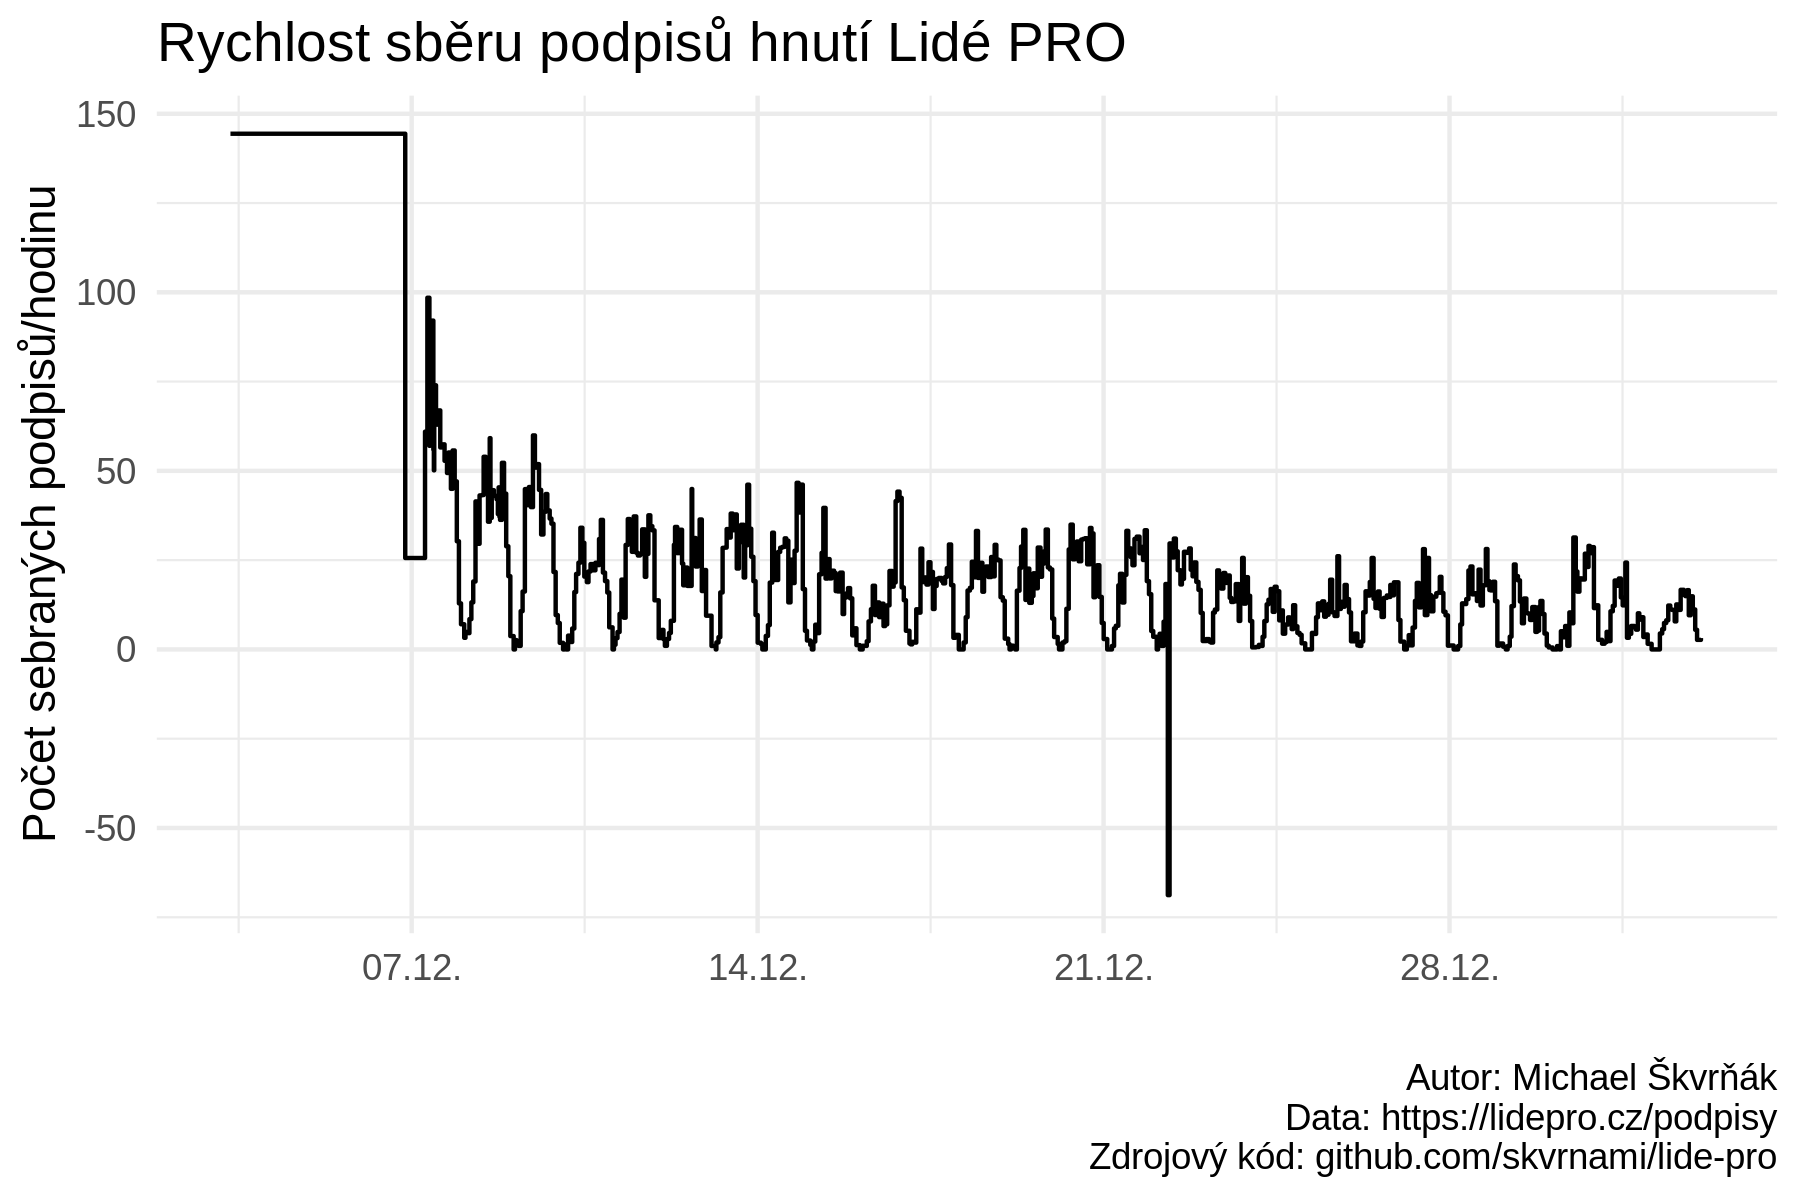 Rychlost sběru podpisů hnutí Lidé PRO
Počet sebraných podpisů/hodinu
150
100
50
0
-50
07.12.
14.12.
21.12.
28.12.
Autor: Michael Škvrňák
Data: https://lidepro.cz/podpisy
Zdrojový kód: github.com/skvrnami/lide-pro